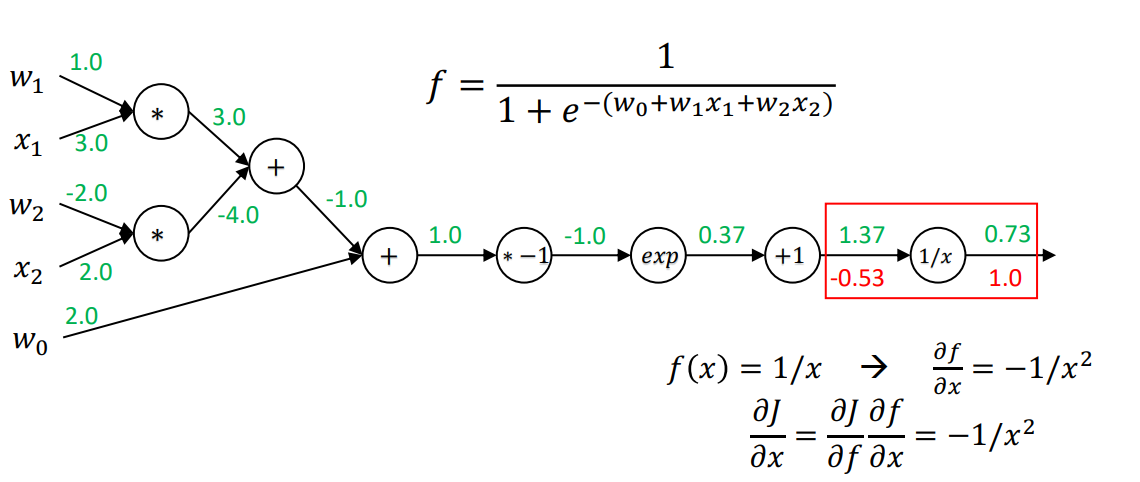 f = 1 / (1 + e^−(w₀+w₁x₁+w₂x₂))
w₁ 1.0
*
x₁ 3.0
3.0
+
w₂ -2.0
*
x₂ 2.0
-4.0
-1.0
w₀ 2.0
+ 1.0 * −1 -1.0 exp 0.37 +1 1.37 1/x 0.73
-0.53 1.0
f(x) = 1/x → ∂f/∂x = −1/x²
∂J/∂x = ∂J/∂f ∂f/∂x = −1/x²